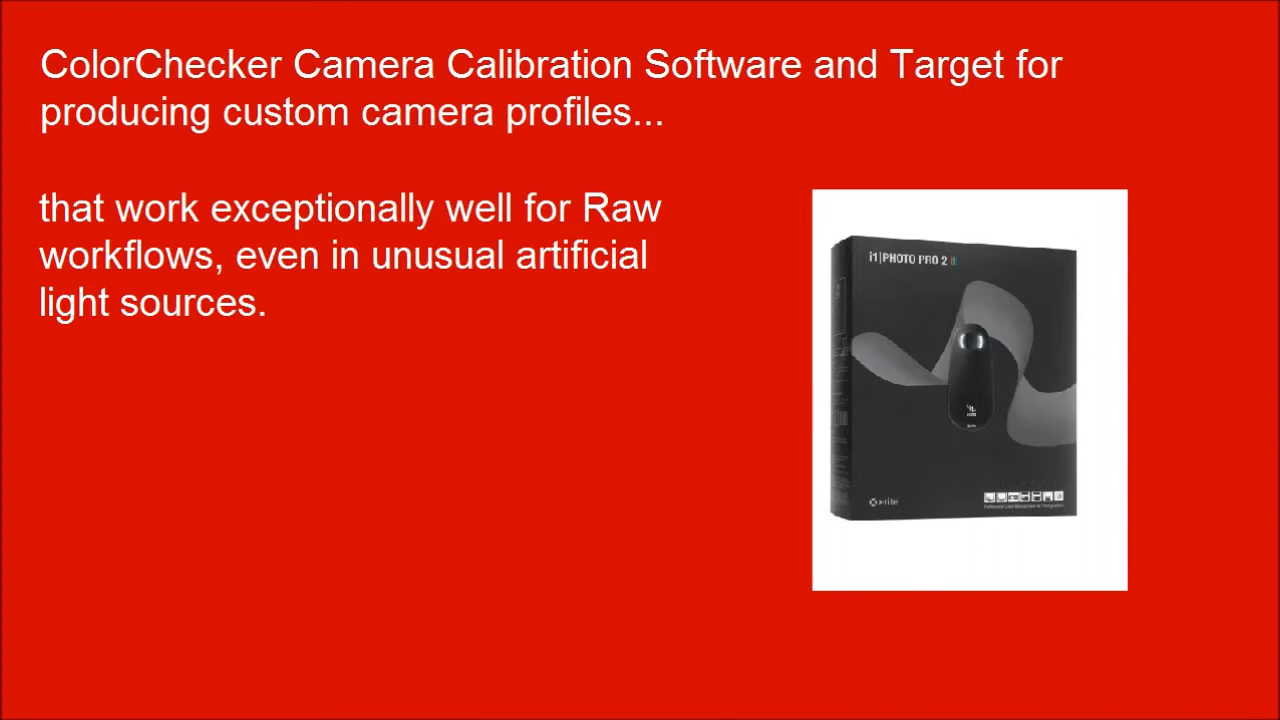 ColorChecker Camera Calibration Software and Target for
producing custom camera profiles...
that work exceptionally well for Raw
workflows, even in unusual artificial
light sources.
i1|PHOTO PRO 2
x-rite